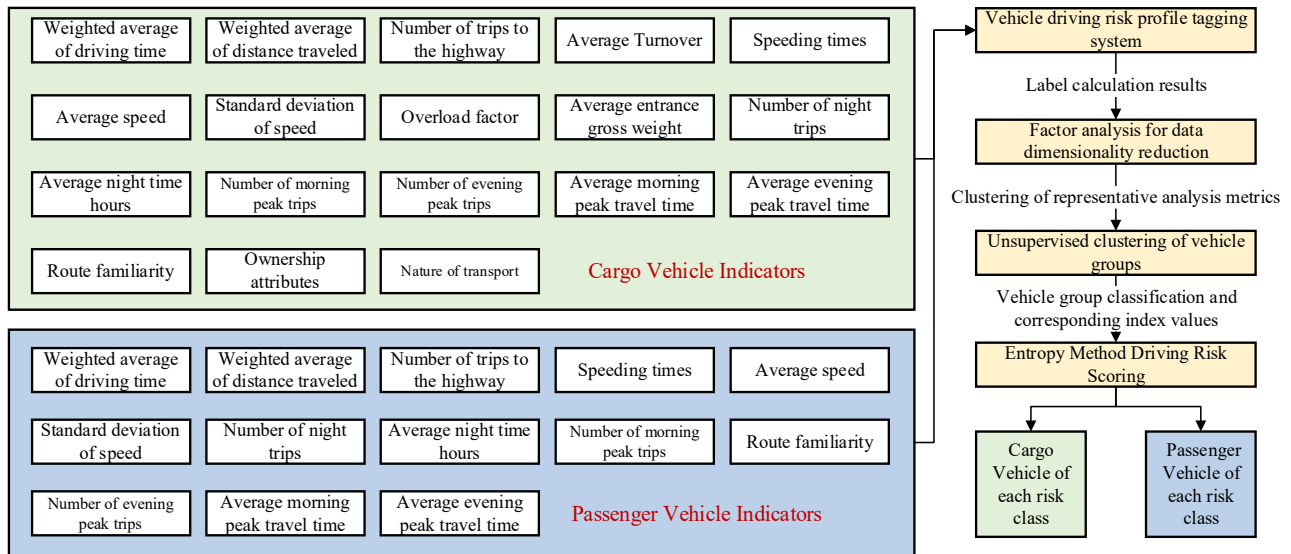 Weighted average
of driving time
Weighted average
of distance traveled
Number of trips to
the highway
Average Turnover
Speeding times
Average speed
Standard deviation
of speed
Overload factor
Average entrance
gross weight
Number of night
trips
Average night time
hours
Number of morning
peak trips
Number of evening
peak trips
Average morning
peak travel time
Average evening
peak travel time
Route familiarity
Ownership
attributes
Nature of transport
Cargo Vehicle Indicators
Weighted average
of driving time
Weighted average
of distance traveled
Number of trips to
the highway
Speeding times
Average speed
Standard deviation
of speed
Number of night
trips
Average night time
hours
Number of morning
peak trips
Route familiarity
Number of evening
peak trips
Average morning
peak travel time
Average evening
peak travel time
Passenger Vehicle Indicators
Vehicle driving risk profile tagging
system
Label calculation results
Factor analysis for data
dimensionality reduction
Clustering of representative analysis metrics
Unsupervised clustering of vehicle
groups
Vehicle group classification and
corresponding index values
Entropy Method Driving Risk
Scoring
Cargo
Vehicle of
each risk
class
Passenger
Vehicle of
each risk
class